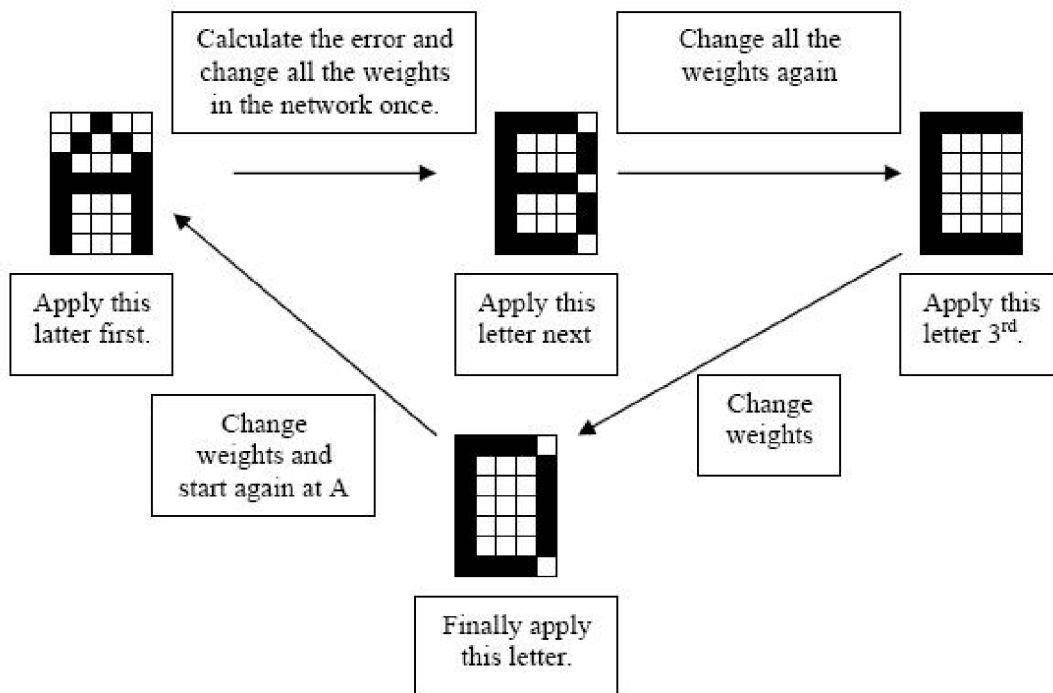 Calculate the error and
change all the weights
in the network once.
Change all the
weights again
Apply this
latter first.
Apply this
letter next
Apply this
letter 3rd.
Change
weights and
start again at A
Change
weights
Finally apply
this letter.